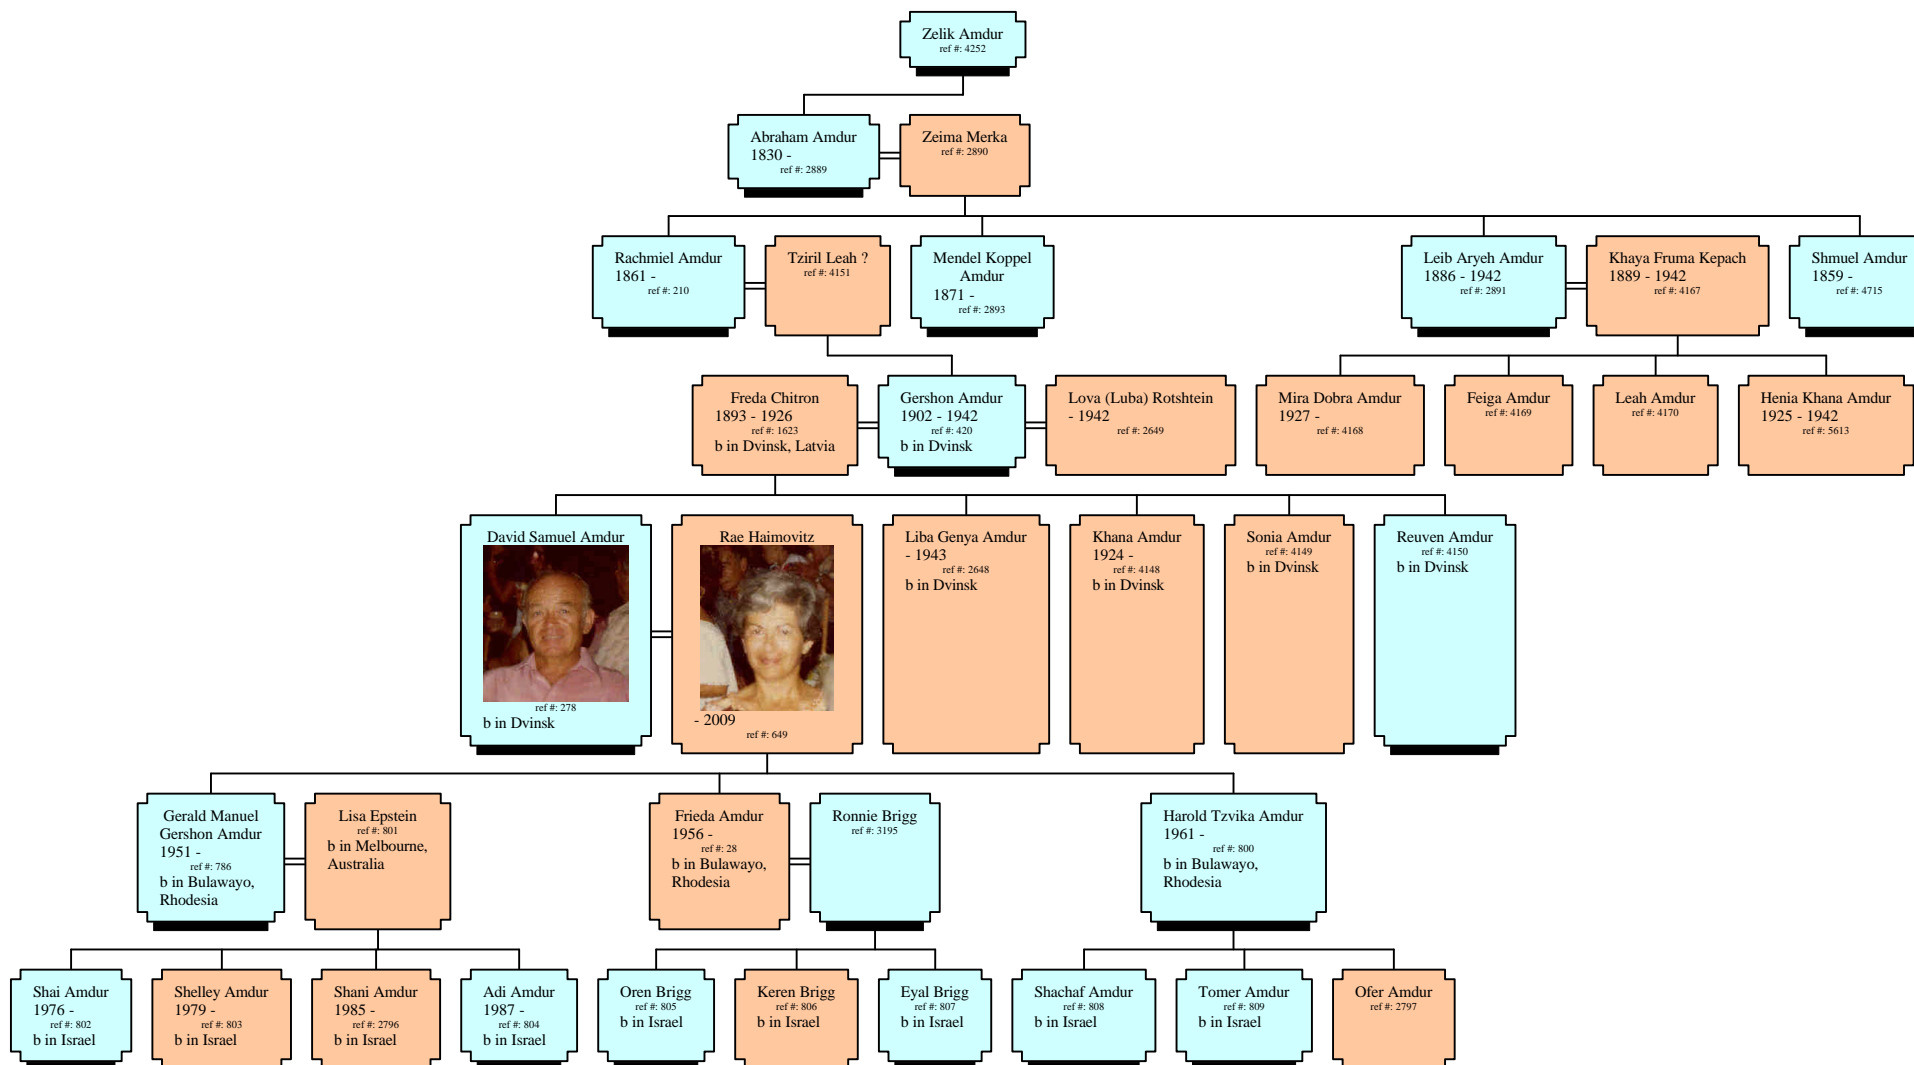 Zelik Amdur
ref #: 4252
Abraham Amdur
1830 -
ref #: 2889
Zeima Merka
ref #: 2890
Rachmiel Amdur
1861 -
ref #: 210
Tziril Leah ?
ref #: 4151
Mendel Koppel
Amdur
1871 -
ref #: 2893
Leib Aryeh Amdur
1886 - 1942
ref #: 2891
Khaya Fruma Kepach
1889 - 1942
ref #: 4167
Shmuel Amdur
1859 -
ref #: 4715
Freda Chitron
1893 - 1926
ref #: 1623
b in Dvinsk, Latvia
Gershon Amdur
1902 - 1942
ref #: 420
b in Dvinsk
Lova (Luba) Rotshtein
- 1942
ref #: 2649
Mira Dobra Amdur
1927 -
ref #: 4168
Feiga Amdur
ref #: 4169
Leah Amdur
ref #: 4170
Henia Khana Amdur
1925 - 1942
ref #: 5613
David Samuel Amdur
ref #: 278
b in Dvinsk
Rae Haimovitz
- 2009
ref #: 649
Liba Genya Amdur
- 1943
ref #: 2648
b in Dvinsk
Khana Amdur
1924 -
ref #: 4148
b in Dvinsk
Sonia Amdur
ref #: 4149
b in Dvinsk
Reuven Amdur
ref #: 4150
b in Dvinsk
Gerald Manuel
Gershon Amdur
1951 -
ref #: 786
b in Bulawayo,
Rhodesia
Lisa Epstein
ref #: 801
b in Melbourne,
Australia
Frieda Amdur
1956 -
ref #: 28
b in Bulawayo,
Rhodesia
Ronnie Brigg
ref #: 3195
Harold Tzvika Amdur
1961 -
ref #: 800
b in Bulawayo,
Rhodesia
Shai Amdur
1976 -
ref #: 802
b in Israel
Shelley Amdur
1979 -
ref #: 803
b in Israel
Shani Amdur
1985 -
ref #: 2796
b in Israel
Adi Amdur
1987 -
ref #: 804
b in Israel
Oren Brigg
ref #: 805
b in Israel
Keren Brigg
ref #: 806
b in Israel
Eyal Brigg
ref #: 807
b in Israel
Shachaf Amdur
ref #: 808
b in Israel
Tomer Amdur
ref #: 809
b in Israel
Ofer Amdur
ref #: 2797